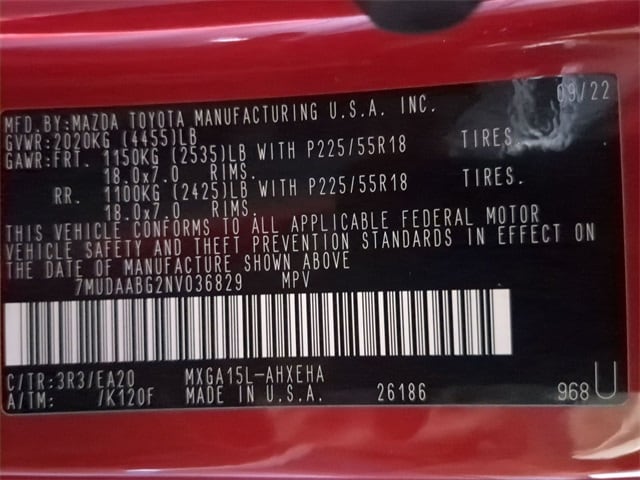 09/22
MFD.BY:MAZDA TOYOTA MANUFACTURING U.S.A. INC.
GVWR:2020KG (4455)LB
GAWR:FRT. 1150KG (2535)LB WITH P225/55R18 TIRES.
18.0x7.0 RIMS.
RR. 1100KG (2425)LB WITH P225/55R18 TIRES.
18.0x7.0 RIMS.
THIS VEHICLE CONFORMS TO ALL APPLICABLE FEDERAL MOTOR
VEHICLE SAFETY AND THEFT PREVENTION STANDARDS IN EFFECT ON
THE DATE OF MANUFACTURE SHOWN ABOVE
7MUDAABG2NV036829 MPV
C/TR:3R3/EA20 MXGA15L-AHXEHA
A/TM: /K120F MADE IN U.S.A. 26186 968 U